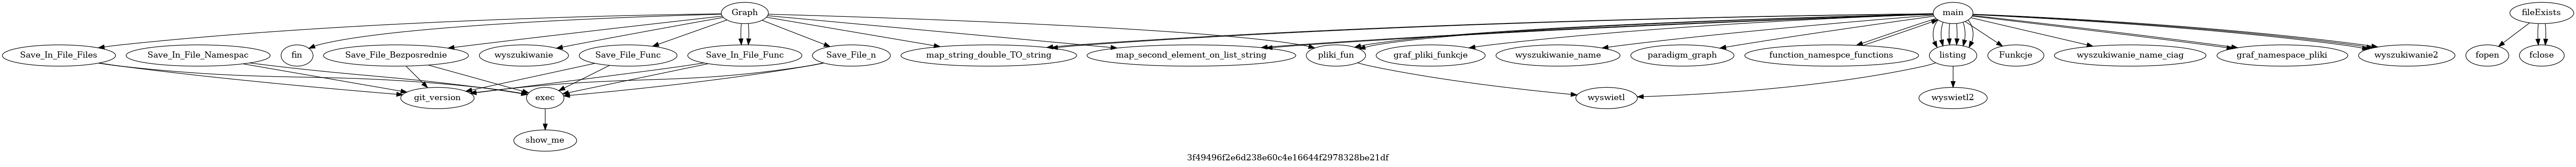 Graph
main
fileExists
Save_In_File_Files
Save_In_File_Namespac
fin
Save_File_Bezposrednie
wyszukiwanie
Save_File_Func
Save_In_File_Func
Save_File_n
map_string_double_TO_string
map_second_element_on_list_string
pliki_fun
graf_pliki_funkcje
wyszukiwanie_name
paradigm_graph
function_namespce_functions
listing
Funkcje
wyszukiwanie_name_ciag
graf_namespace_pliki
wyszukiwanie2
fopen
fclose
git_version
exec
wyswietl
wyswietl2
show_me
3f49496f2e6d238e60c4e16644f2978328be21df